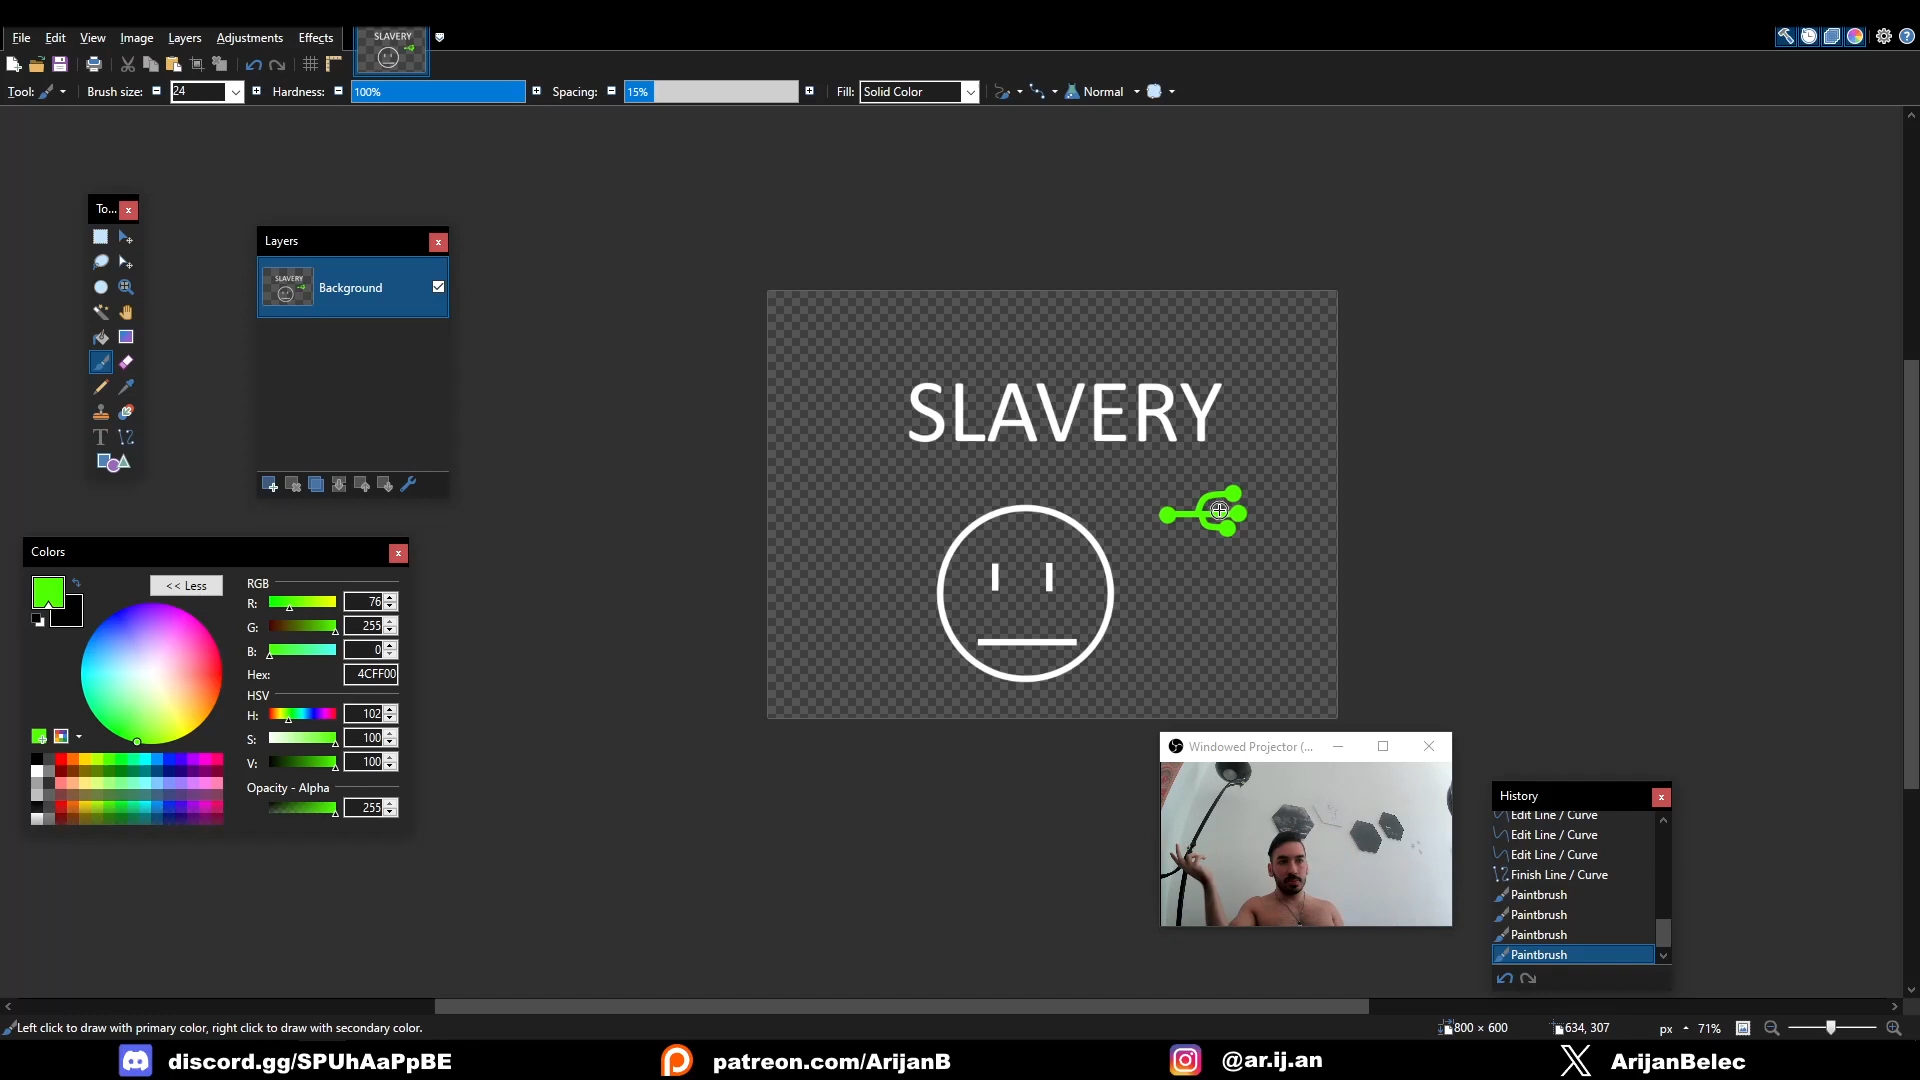 File Edit View Image Layers Adjustments Effects
SLAVERY
Tool: Brush size: 24 Hardness: 100% Spacing: 15% Fill: Solid Color Normal
To...
Layers
SLAVERY
Background
SLAVERY
Colors
<< Less
RGB
R: 76
G: 255
B: 0
Hex: 4CFF00
HSV
H: 102
S: 100
V: 100
Opacity - Alpha
255
Windowed Projector (...
History
Edit Line / Curve
Edit Line / Curve
Edit Line / Curve
Finish Line / Curve
Paintbrush
Paintbrush
Paintbrush
Paintbrush
Left click to draw with primary color, right click to draw with secondary color.
800 × 600 634, 307 px 71%
discord.gg/SPUhAaPpBE patreon.com/ArijanB @ar.ij.an ArijanBelec